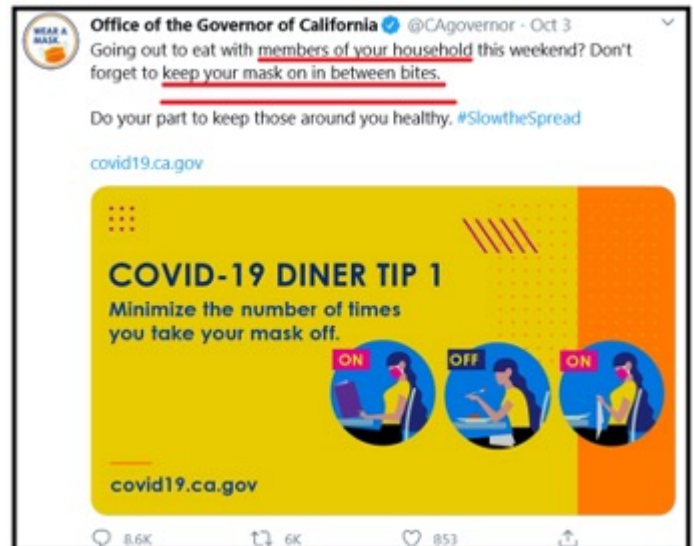 WEAR A
MASK.
Office of the Governor of California @CAgovernor · Oct 3
Going out to eat with members of your household this weekend? Don't
forget to keep your mask on in between bites.
Do your part to keep those around you healthy. #SlowtheSpread
covid19.ca.gov
COVID-19 DINER TIP 1
Minimize the number of times
you take your mask off.
ON OFF ON
covid19.ca.gov
8.6K 6K 853